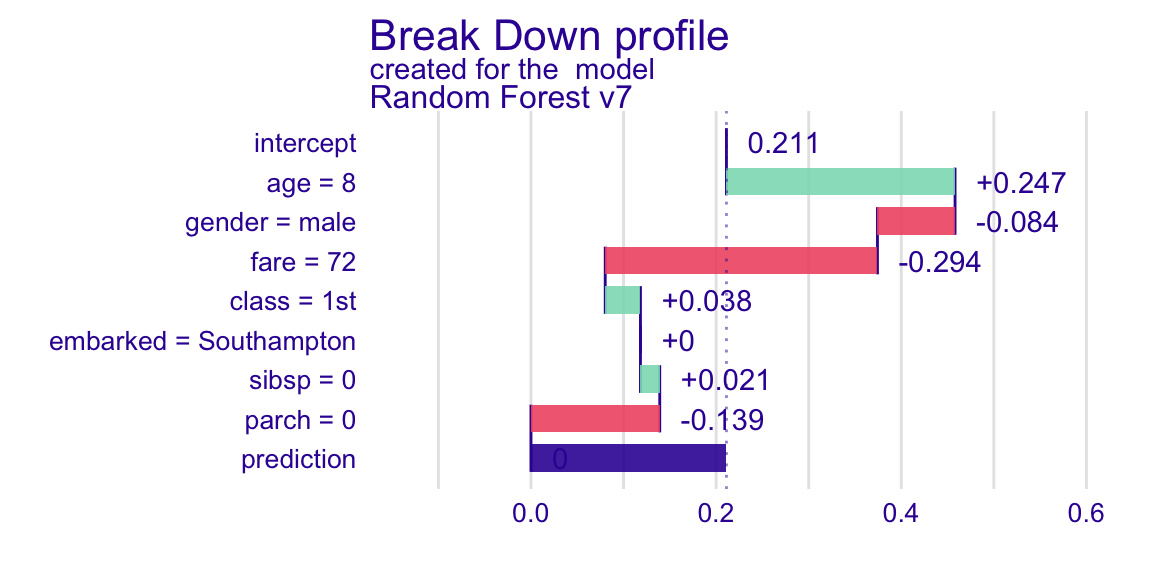 Break Down profile
created for the  model
Random Forest v7
intercept 0.211
age = 8 +0.247
gender = male -0.084
fare = 72 -0.294
class = 1st +0.038
embarked = Southampton +0
sibsp = 0 +0.021
parch = 0 -0.139
prediction 0
0.0 0.2 0.4 0.6